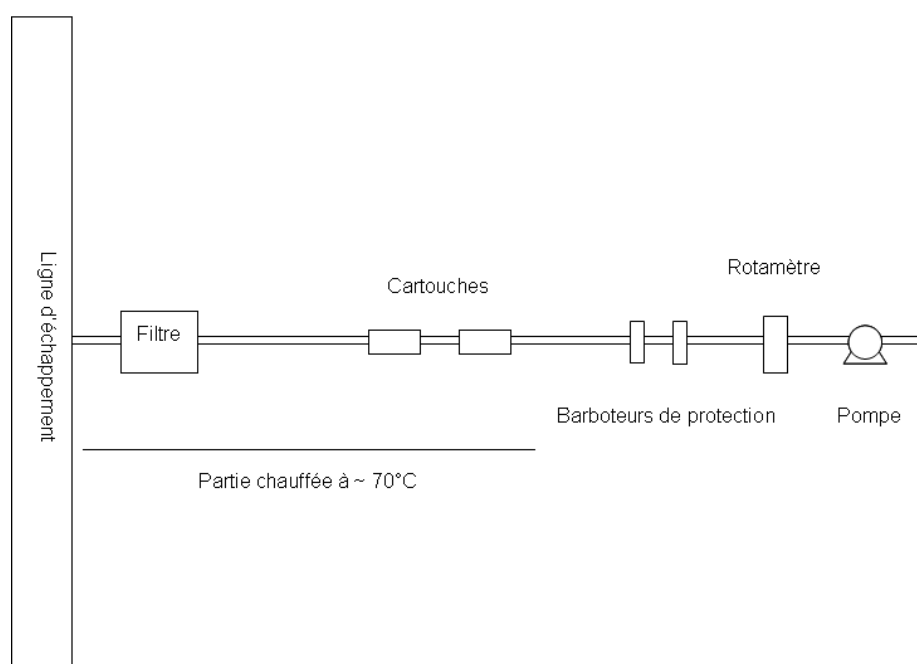 Ligne d'échappement
Filtre
Cartouches
Rotamètre
Barboteurs de protection
Pompe
Partie chauffée à ~ 70°C